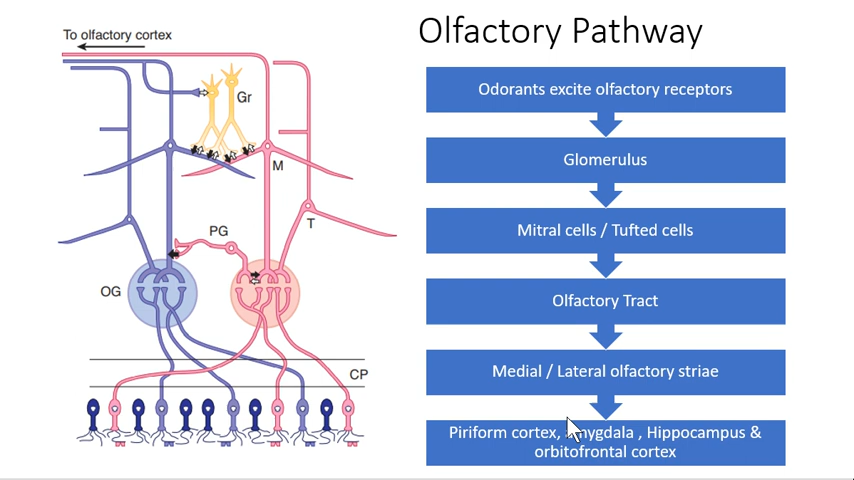 Olfactory Pathway
To olfactory cortex
Gr
M
T
PG
OG
CP
Odorants excite olfactory receptors
Glomerulus
Mitral cells / Tufted cells
Olfactory Tract
Medial / Lateral olfactory striae
Piriform cortex, Amygdala , Hippocampus &
orbitofrontal cortex